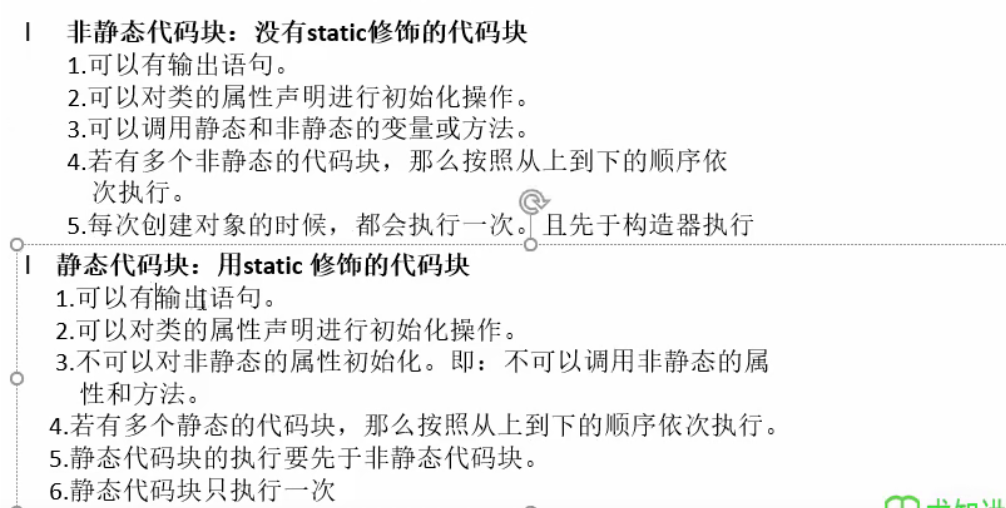 l 非静态代码块：没有static修饰的代码块
1.可以有输出语句。
2.可以对类的属性声明进行初始化操作。
3.可以调用静态和非静态的变量或方法。
4.若有多个非静态的代码块，那么按照从上到下的顺序依
次执行。
5.每次创建对象的时候，都会执行一次。且先于构造器执行
l 静态代码块：用static 修饰的代码块
1.可以有输出语句。
2.可以对类的属性声明进行初始化操作。
3.不可以对非静态的属性初始化。即：不可以调用非静态的属
性和方法。
4.若有多个静态的代码块，那么按照从上到下的顺序依次执行。
5.静态代码块的执行要先于非静态代码块。
6.静态代码块只执行一次